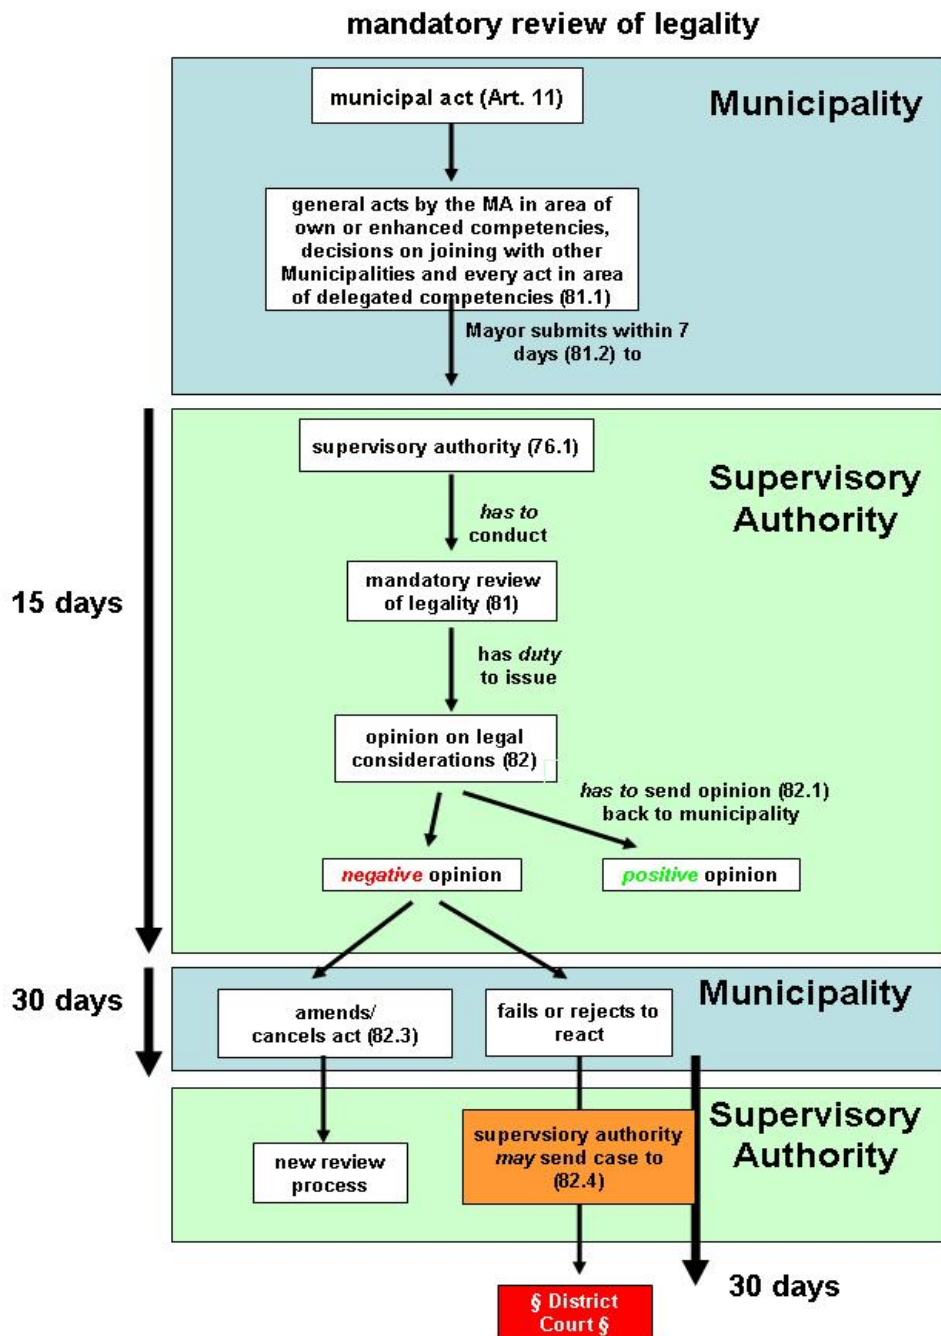 mandatory review of legality
municipal act (Art. 11)
Municipality
general acts by the MA in area of
own or enhanced competencies,
decisions on joining with other
Municipalities and every act in area
of delegated competencies (81.1)
Mayor submits within 7
days (81.2) to
supervisory authority (76.1)
Supervisory
Authority
has to
conduct
15 days
mandatory review
of legality (81)
has duty
to issue
opinion on legal
considerations (82)
has to send opinion (82.1)
back to municipality
negative opinion
positive opinion
30 days
Municipality
amends/
cancels act (82.3)
fails or rejects to
react
Supervisory
Authority
supervsiory authority
may send case to
(82.4)
new review
process
30 days
§ District
Court §